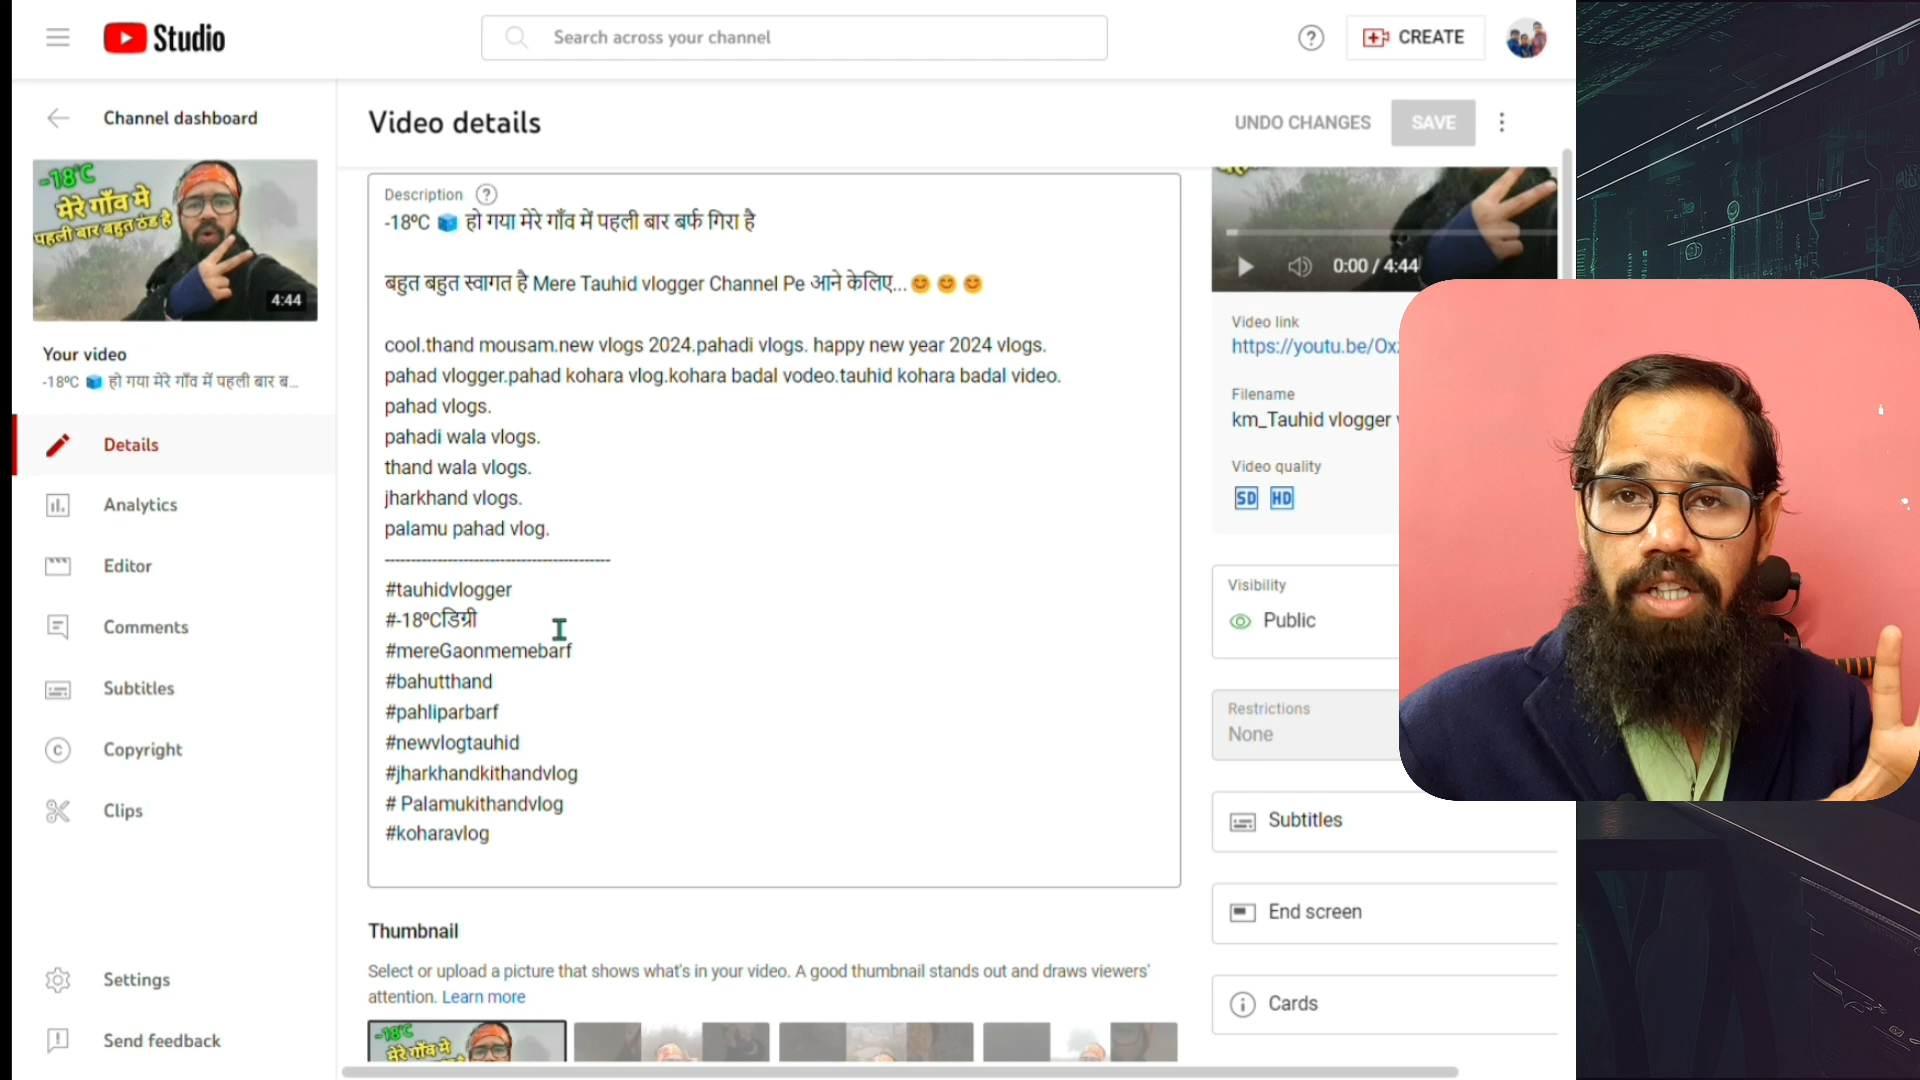 Studio
Search across your channel
CREATE
Channel dashboard
Video details
UNDO CHANGES
SAVE
-18°C
मेरे गाँव मे
पहली बार बहुत ठंड है
4:44
Your video
-18ºC हो गया मेरे गाँव में पहली बार ब...
Details
Analytics
Editor
Comments
Subtitles
Copyright
Clips
Settings
Send feedback
Description
-18ºC हो गया मेरे गाँव में पहली बार बर्फ गिरा है
बहुत बहुत स्वागत है Mere Tauhid vlogger Channel Pe आने केलिए...😊😊😊
cool.thand mousam.new vlogs 2024.pahadi vlogs. happy new year 2024 vlogs.
pahad vlogger.pahad kohara vlog.kohara badal vodeo.tauhid kohara badal video.
pahad vlogs.
pahadi wala vlogs.
thand wala vlogs.
jharkhand vlogs.
palamu pahad vlog.
------------------------------------------
#tauhidvlogger
#-18ºCडिग्री
#mereGaonmemebarf
#bahutthand
#pahliparbarf
#newvlogtauhid
#jharkhandkithandvlog
# Palamukithandvlog
#koharavlog
Thumbnail
Select or upload a picture that shows what's in your video. A good thumbnail stands out and draws viewers'
attention. Learn more
-18°C
मेरे गाँव मे
0:00 / 4:44
Video link
https://youtu.be/Ox
Filename
km_Tauhid vlogger
Video quality
SD HD
Visibility
Public
Restrictions
None
Subtitles
End screen
Cards